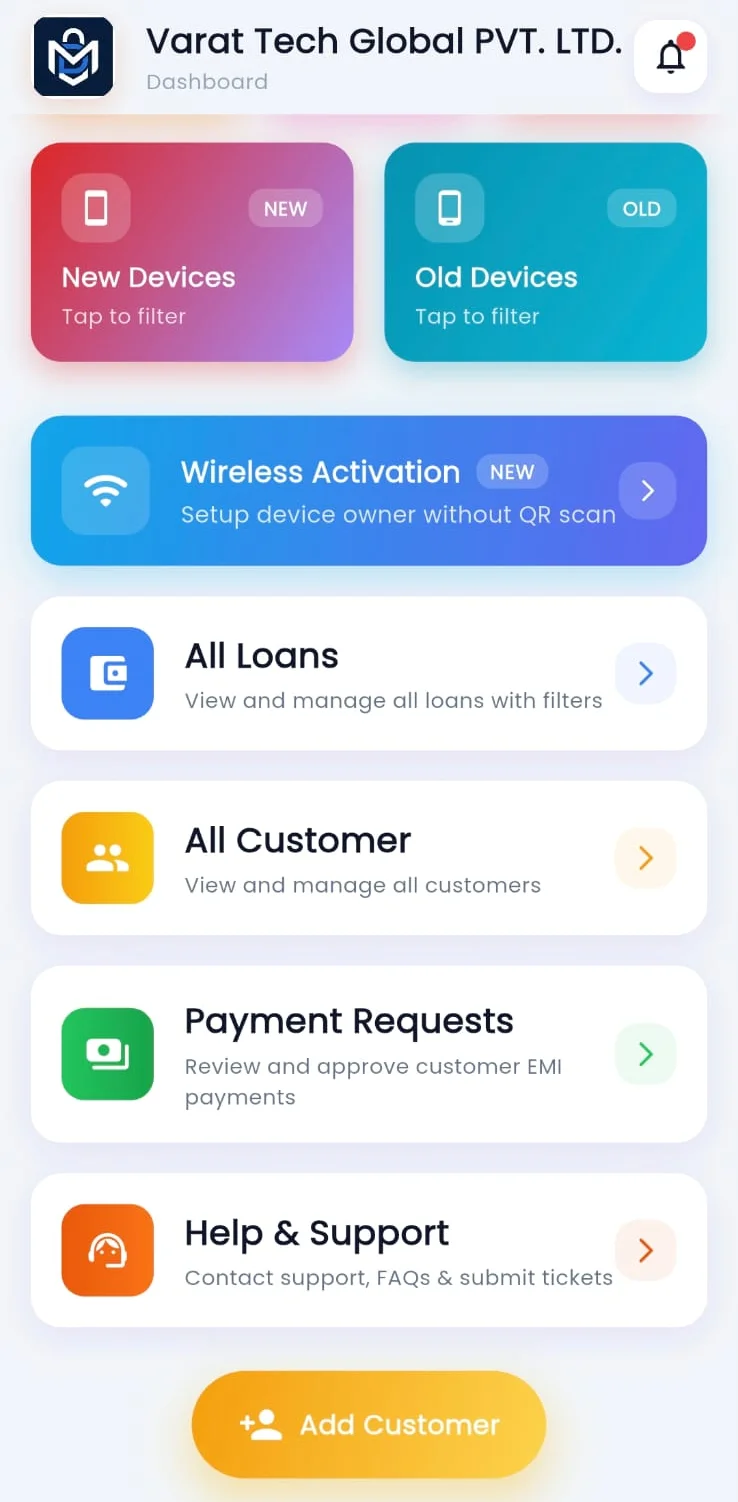 Varat Tech Global PVT. LTD.
Dashboard
NEW
New Devices
Tap to filter
OLD
Old Devices
Tap to filter
Wireless Activation NEW
Setup device owner without QR scan
All Loans
View and manage all loans with filters
All Customer
View and manage all customers
Payment Requests
Review and approve customer EMI
payments
Help & Support
Contact support, FAQs & submit tickets
Add Customer